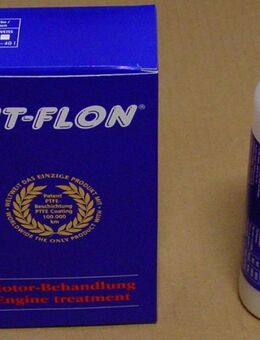 -40 l
T-FLON®
WELTWEIT DAS EINZIGE PRODUKT MIT
Patent
PTFE-
Beschichtung
PTFE Coating
100.000
km
WORLDWIDE THE ONLY PRODUCT WITH
Motor-Behandlung
Engine treatment